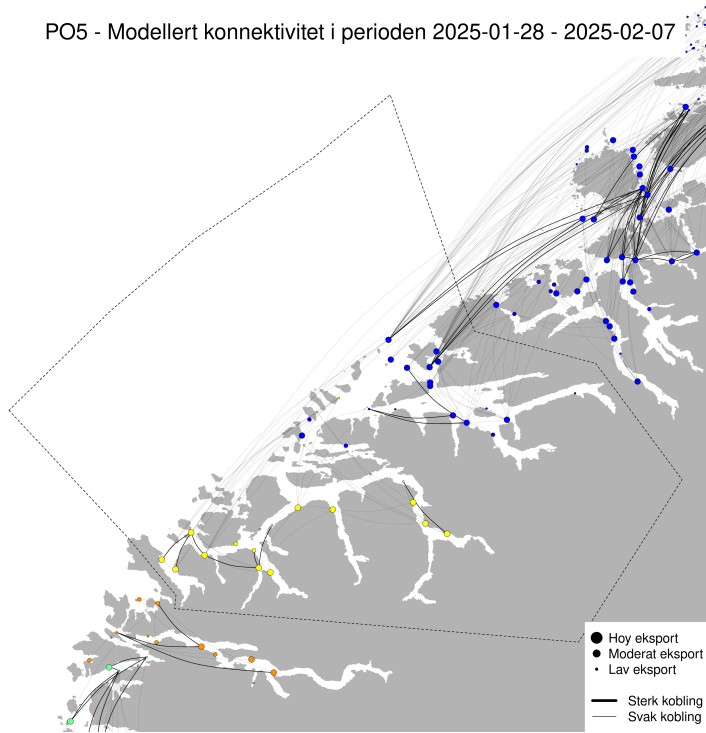 PO5 - Modellert konnektivitet i perioden 2025-01-28 - 2025-02-07
Hoy eksport
Moderat eksport
Lav eksport
Sterk kobling
Svak kobling